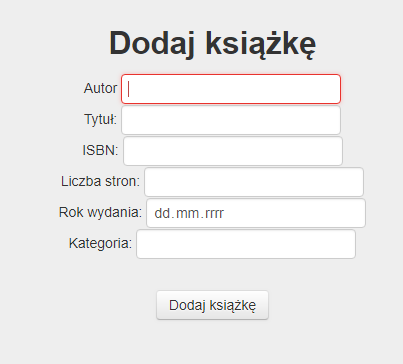 Dodaj książkę
Autor
Tytuł:
ISBN:
Liczba stron:
Rok wydania: dd.mm.rrrr
Kategoria:
Dodaj książkę